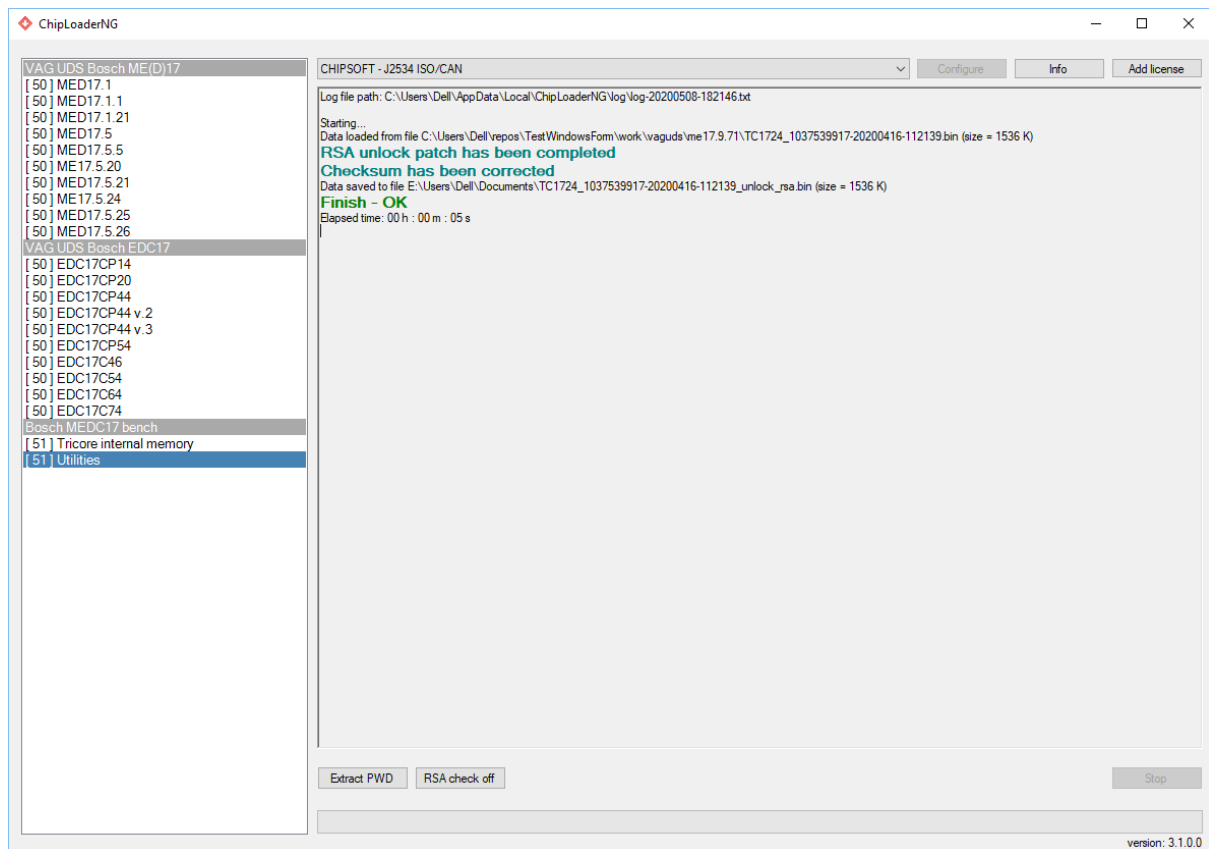 ChipLoaderNG
VAG UDS Bosch ME(D)17
[ 50 ] MED17.1
[ 50 ] MED17.1.1
[ 50 ] MED17.1.21
[ 50 ] MED17.5
[ 50 ] MED17.5.5
[ 50 ] ME17.5.20
[ 50 ] MED17.5.21
[ 50 ] ME17.5.24
[ 50 ] MED17.5.25
[ 50 ] MED17.5.26
VAG UDS Bosch EDC17
[ 50 ] EDC17CP14
[ 50 ] EDC17CP20
[ 50 ] EDC17CP44
[ 50 ] EDC17CP44 v.2
[ 50 ] EDC17CP44 v.3
[ 50 ] EDC17CP54
[ 50 ] EDC17C46
[ 50 ] EDC17C54
[ 50 ] EDC17C64
[ 50 ] EDC17C74
Bosch MEDC17 bench
[ 51 ] Tricore internal memory
[ 51 ] Utilities
CHIPSOFT - J2534 ISO/CAN
Configure
Info
Add license
Log file path: C:\Users\Dell\AppData\Local\ChipLoaderNG\log\log-20200508-182146.txt
Starting...
Data loaded from file C:\Users\Dell\repos\TestWindowsForm\work\vaguds\me17.9.71\TC1724_1037539917-20200416-112139.bin (size = 1536 K)
RSA unlock patch has been completed
Checksum has been corrected
Data saved to file E:\Users\Dell\Documents\TC1724_1037539917-20200416-112139_unlock_rsa.bin (size = 1536 K)
Finish - OK
Elapsed time: 00 h : 00 m : 05 s
Extract PWD
RSA check off
Stop
version: 3.1.0.0